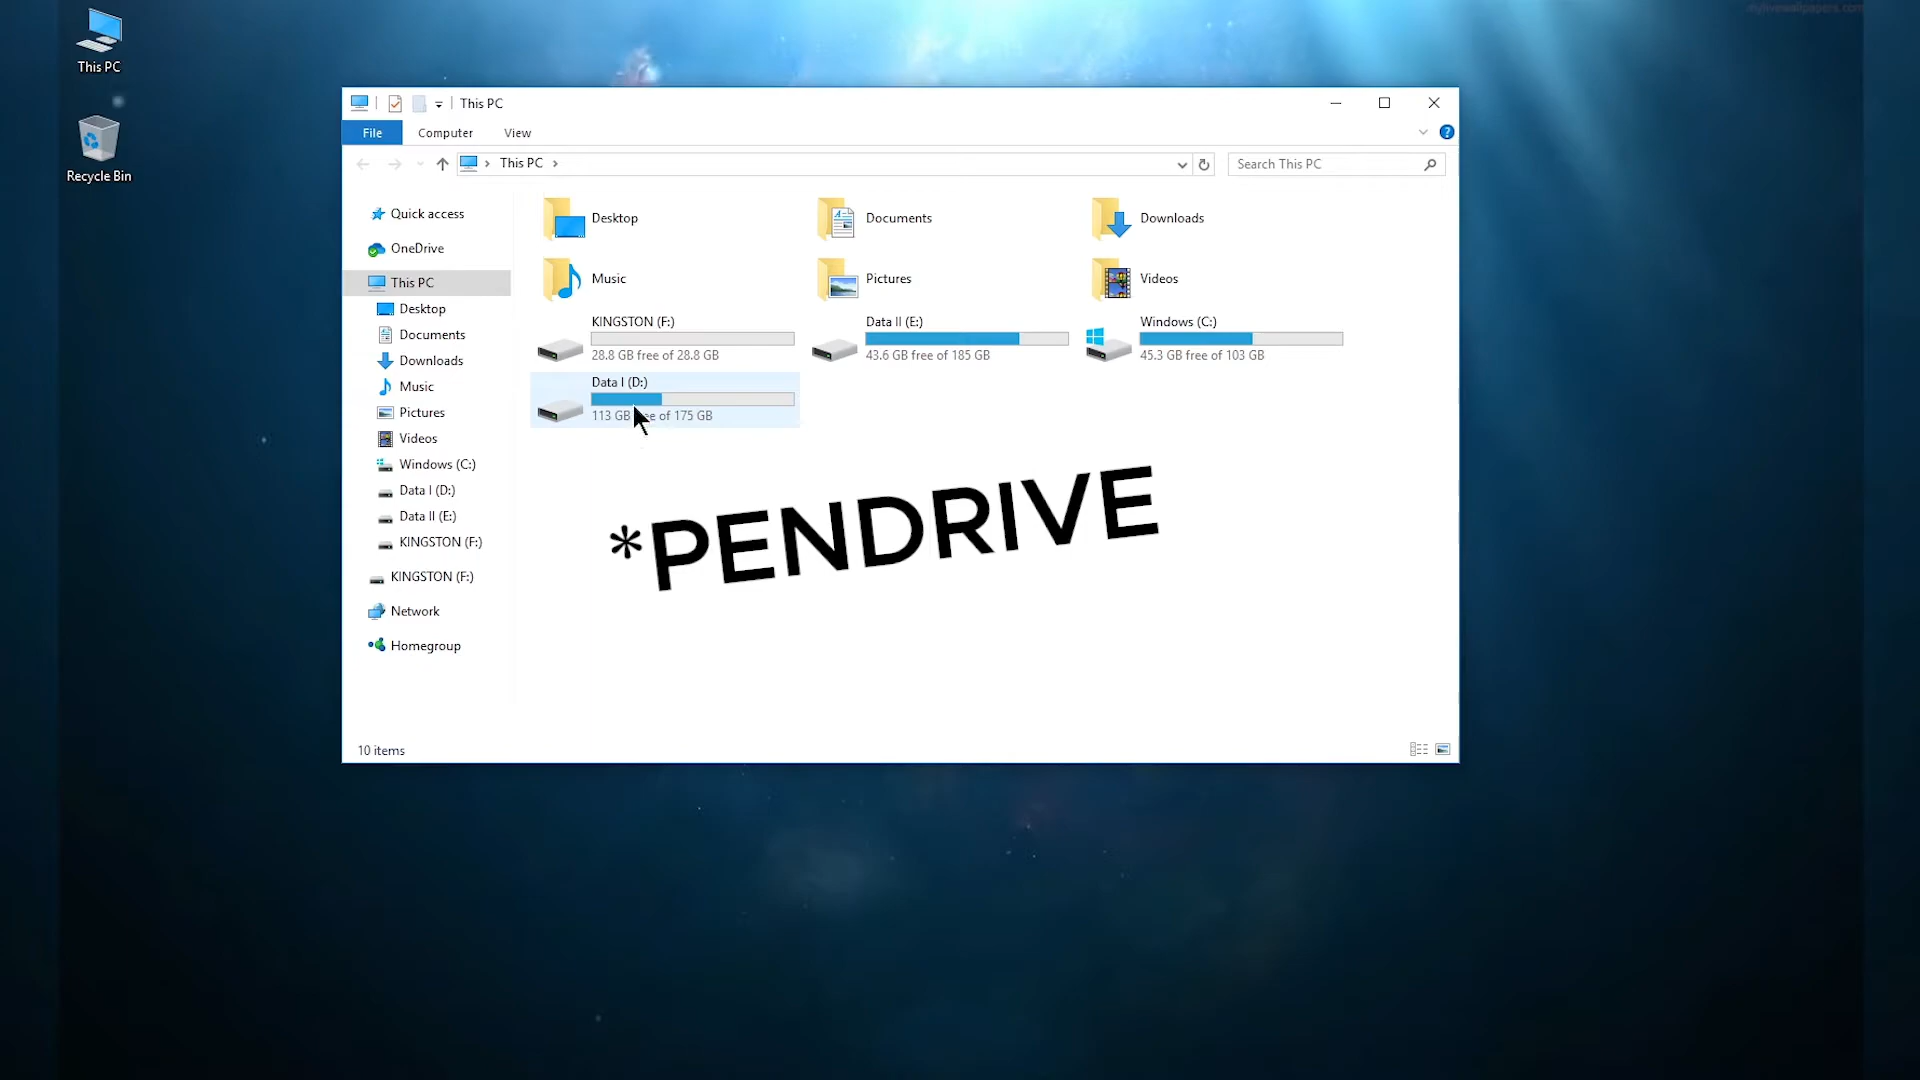 mylivewallpapers.com
This PC
Recycle Bin
This PC
File Computer View
This PC
Search This PC
Quick access
OneDrive
This PC
Desktop
Documents
Downloads
Music
Pictures
Videos
Windows (C:)
Data I (D:)
Data II (E:)
KINGSTON (F:)
KINGSTON (F:)
Network
Homegroup
Desktop Documents Downloads
Music Pictures Videos
KINGSTON (F:) Data II (E:) Windows (C:)
28.8 GB free of 28.8 GB 43.6 GB free of 185 GB 45.3 GB free of 103 GB
Data I (D:)
113 GB free of 175 GB
*PENDRIVE
10 items